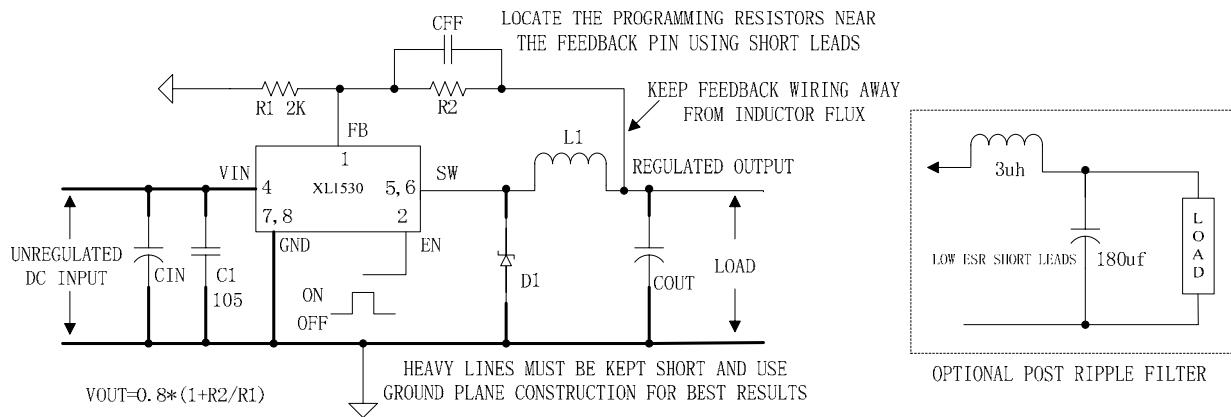 CFF
LOCATE THE PROGRAMMING RESISTORS NEAR
THE FEEDBACK PIN USING SHORT LEADS
R1 2K
R2
KEEP FEEDBACK WIRING AWAY
FROM INDUCTOR FLUX
FB
L1
1
VIN
SW
REGULATED OUTPUT
4
XL1530
5,6
7,8
2
GND
EN
UNREGULATED
DC INPUT
CIN
C1
105
ON
OFF
D1
COUT
LOAD
HEAVY LINES MUST BE KEPT SHORT AND USE
GROUND PLANE CONSTRUCTION FOR BEST RESULTS
VOUT=0.8*(1+R2/R1)
3uh
LOW ESR SHORT LEADS
180uf
LOAD
OPTIONAL POST RIPPLE FILTER